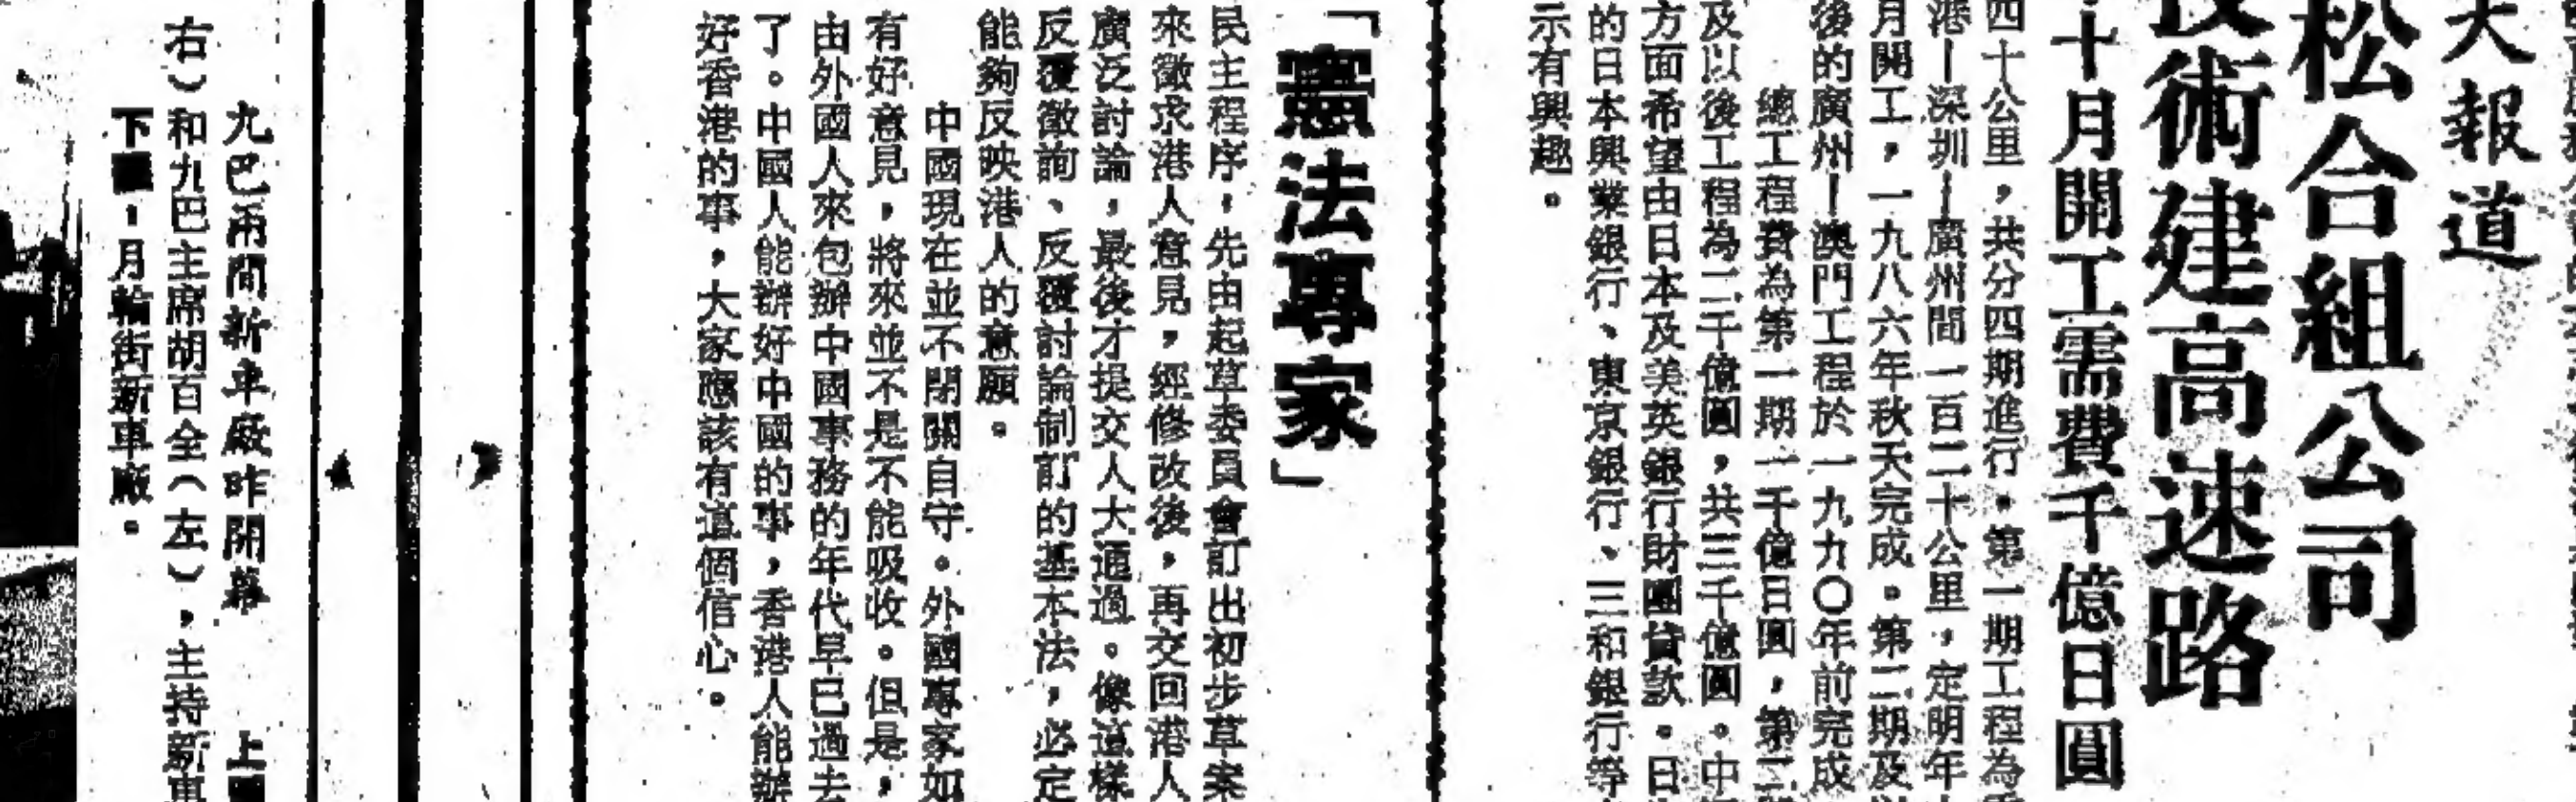 大報道
松合組公司
技術建高速路
十月開工需費千億日圓
四十公里，共分四期進行。第一期工程為
港—深圳—廣州間一百二十公里，定明年
月開工，一九八六年秋天完成。第二期及
後的廣州—澳門工程於一九九〇年前完成
總工程費為第一期一千億日圓，第二
及以後工程為二千億圓，共三千億圓。中
方面希望由日本及美英銀行財團貸款。日
的日本興業銀行、東京銀行、三和銀行等
示有興趣。
「憲法專家」
民主程序，先由起草委員會訂出初步草案
來徵求港人意見，經修改後，再交回港人
廣泛討論，最後才提交人大通過。像這樣
反覆徵詢、反覆討論制訂的基本法，必定
能夠反映港人的意願。
中國現在並不閉關自守。外國專家如
有好意見，將來並不是不能吸收。但是，
由外國人來包辦中國事務的年代早已過去
了。中國人能辦好中國的事，香港人能辦
好香港的事，大家應該有這個信心。
九巴兩間新車廠昨開幕 上圖
右）和九巴主席胡百全（左），主持新車
下圖：月輪街新車廠。